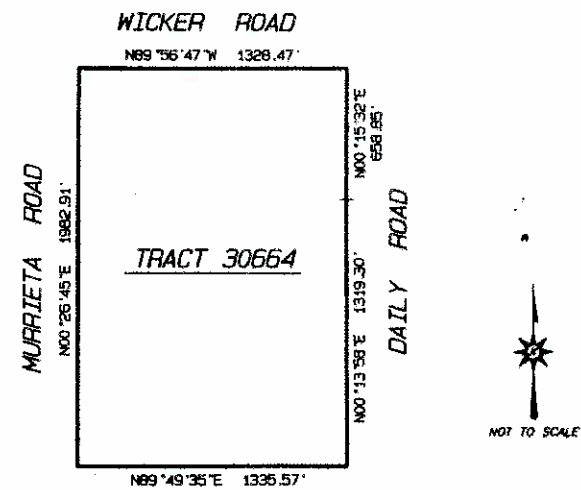 WICKER ROAD
N89°56'47"W 1328.47'
N00°15'32"E
658.85'
MURRIETA ROAD
N00°26'45"E 1982.91'
TRACT 30664
DAILY ROAD
N00°13'58"E 1319.30'
NOT TO SCALE
N89°49'35"E 1335.57'